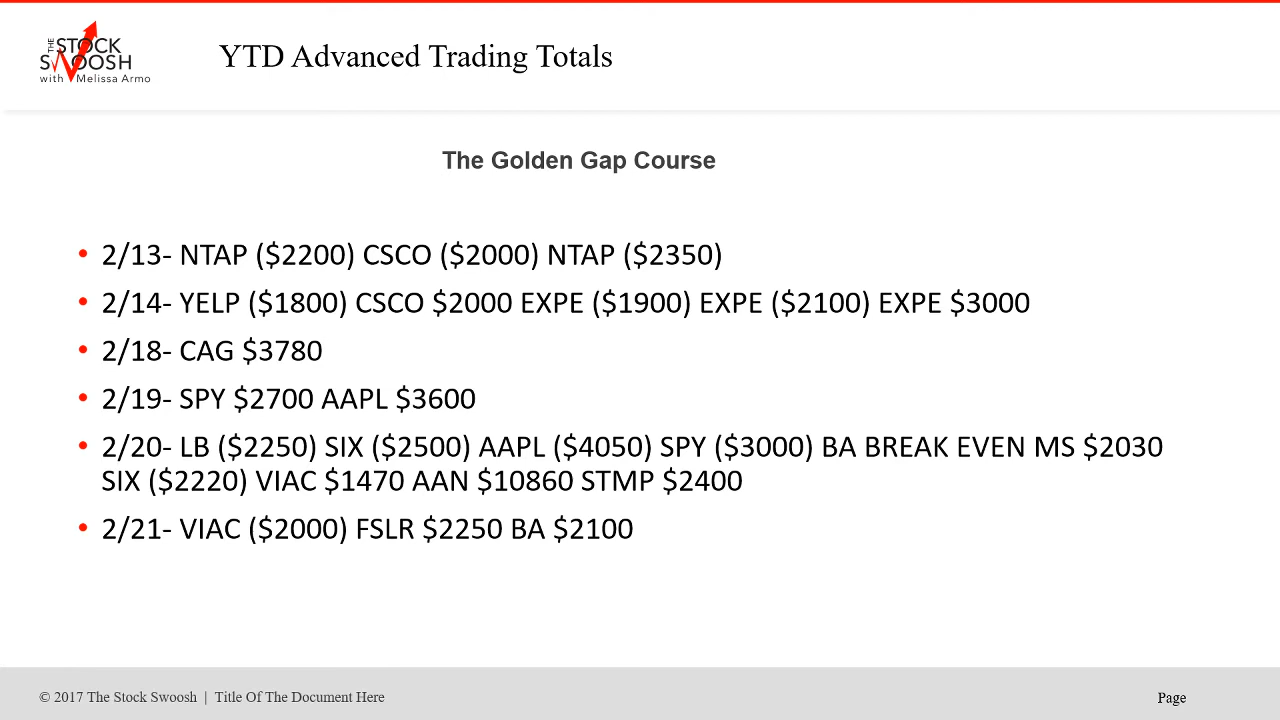 THE STOCK
SWOOSH
with Melissa Armo
YTD Advanced Trading Totals
The Golden Gap Course
• 2/13- NTAP ($2200) CSCO ($2000) NTAP ($2350)
• 2/14- YELP ($1800) CSCO $2000 EXPE ($1900) EXPE ($2100) EXPE $3000
• 2/18- CAG $3780
• 2/19- SPY $2700 AAPL $3600
• 2/20- LB ($2250) SIX ($2500) AAPL ($4050) SPY ($3000) BA BREAK EVEN MS $2030
SIX ($2220) VIAC $1470 AAN $10860 STMP $2400
• 2/21- VIAC ($2000) FSLR $2250 BA $2100
© 2017 The Stock Swoosh | Title Of The Document Here
Page